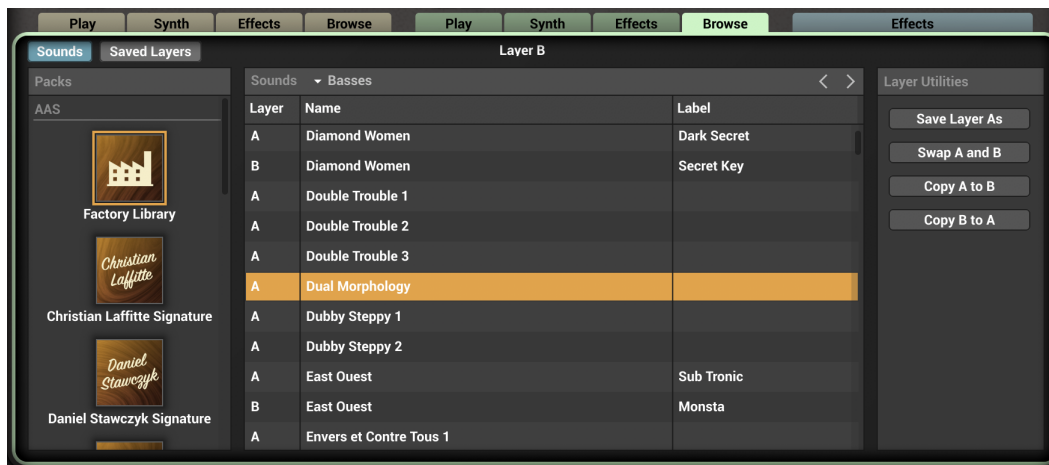 Play Synth Effects Browse Play Synth Effects Browse Effects
Sounds Saved Layers Layer B
Packs
AAS
Factory Library
Christian
Laffitte
Christian Laffitte Signature
Daniel
Stawczyk
Daniel Stawczyk Signature
Sounds Basses
Layer Name Label
A Diamond Women Dark Secret
B Diamond Women Secret Key
A Double Trouble 1
A Double Trouble 2
A Double Trouble 3
A Dual Morphology
A Dubby Steppy 1
A Dubby Steppy 2
A East Ouest Sub Tronic
B East Ouest Monsta
A Envers et Contre Tous 1
Layer Utilities
Save Layer As
Swap A and B
Copy A to B
Copy B to A